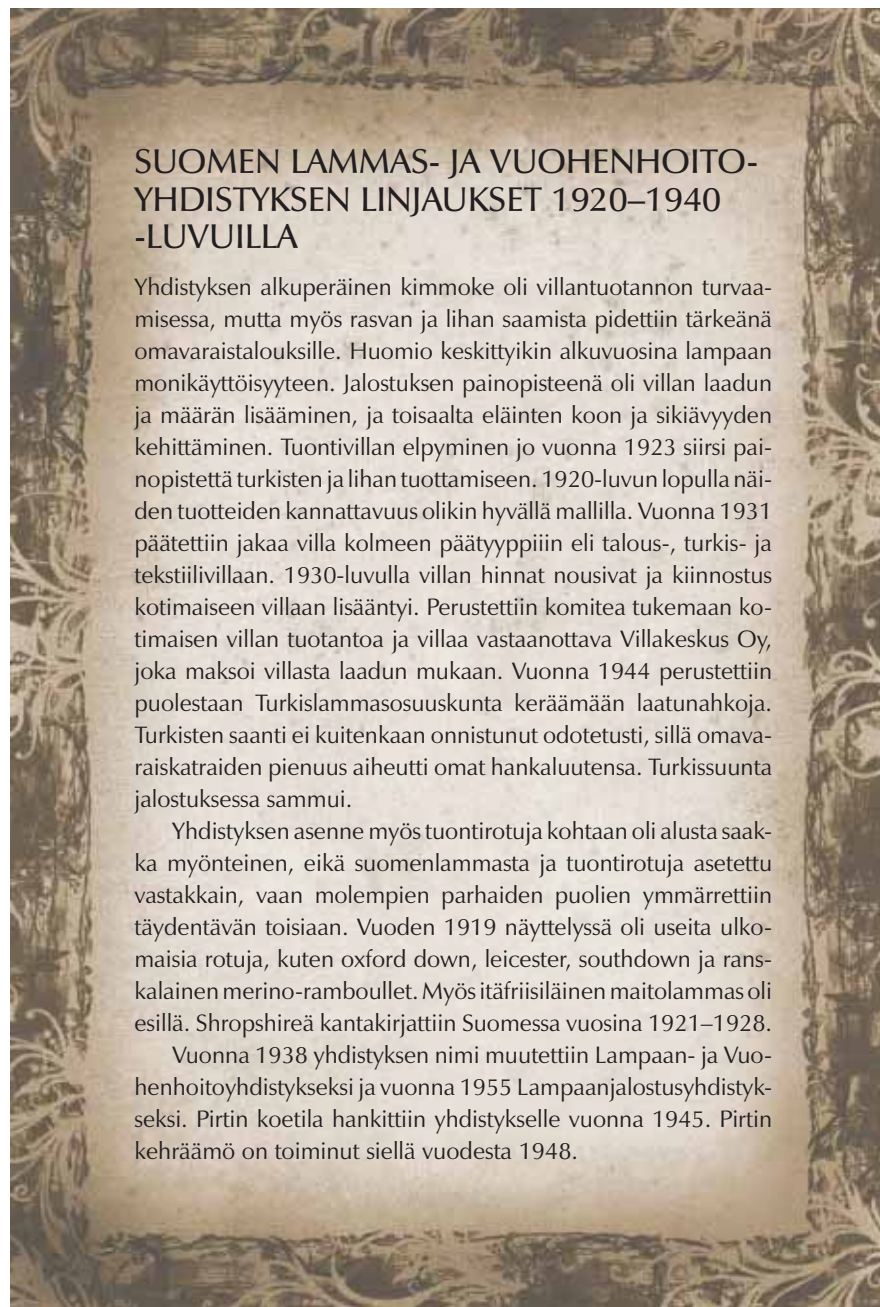 SUOMEN LAMMAS- JA VUOHENHOITO-
YHDISTYKSEN LINJAUKSET 1920–1940
-LUVUILLA
Yhdistyksen alkuperäinen kimmoke oli villantuotannon turvaa-
misessa, mutta myös rasvan ja lihan saamista pidettiin tärkeänä
omavaraistalouksille. Huomio keskittyikin alkuvuosina lampaan
monikäyttöisyyteen. Jalostuksen painopisteenä oli villan laadun
ja määrän lisääminen, ja toisaalta eläinten koon ja sikiävyyden
kehittäminen. Tuontivillan elpyminen jo vuonna 1923 siirsi pai-
nopistettä turkisten ja lihan tuottamiseen. 1920-luvun lopulla näi-
den tuotteiden kannattavuus olikin hyvällä mallilla. Vuonna 1931
päätettiin jakaa villa kolmeen päätyyppiiin eli talous-, turkis- ja
tekstiilivillaan. 1930-luvulla villan hinnat nousivat ja kiinnostus
kotimaiseen villaan lisääntyi. Perustettiin komitea tukemaan ko-
timaisen villan tuotantoa ja villaa vastaanottava Villakeskus Oy,
joka maksoi villasta laadun mukaan. Vuonna 1944 perustettiin
puolestaan Turkislammasosuuskunta keräämään laatunahkoja.
Turkisten saanti ei kuitenkaan onnistunut odotetusti, sillä omava-
raiskatraiden pienuus aiheutti omat hankaluutensa. Turkissuunta
jalostuksessa sammui.
Yhdistyksen asenne myös tuontirotuja kohtaan oli alusta saak-
ka myönteinen, eikä suomenlammasta ja tuontirotuja asetettu
vastakkain, vaan molempien parhaiden puolien ymmärrettiin
täydentävän toisiaan. Vuoden 1919 näyttelyssä oli useita ulko-
maisia rotuja, kuten oxford down, leicester, southdown ja rans-
kalainen merino-ramboullet. Myös itäfriisiläinen maitolammas oli
esillä. Shropshireä kantakirjattiin Suomessa vuosina 1921–1928.
Vuonna 1938 yhdistyksen nimi muutettiin Lampaan- ja Vuo-
henhoitoyhdistykseksi ja vuonna 1955 Lampaanjalostusyhdistyk-
seksi. Pirtin koetila hankittiin yhdistykselle vuonna 1945. Pirtin
kehräämö on toiminut siellä vuodesta 1948.